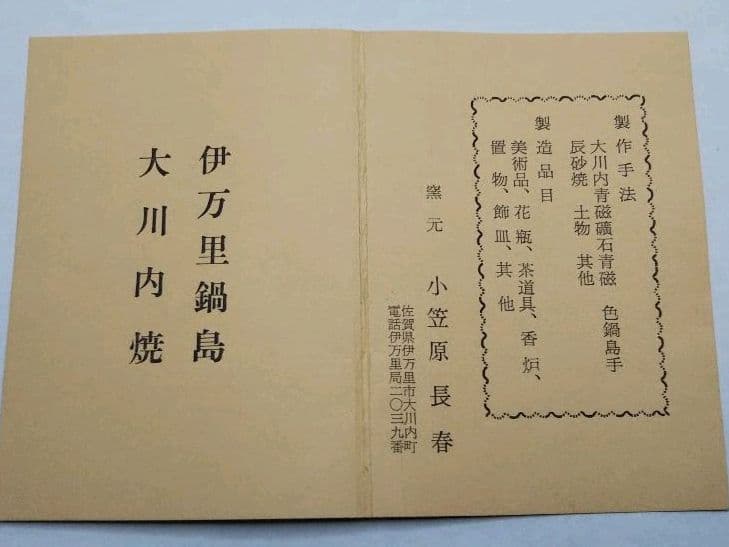 製作手法
大川内青磁礦石青磁　色鍋島手
辰砂焼　土物　其他
製造品目
美術品、花瓶、茶道具、香炉、
置物、飾皿、其他
窯元　小笠原長春
佐賀県伊万里市大川内町
電話伊万里局二〇三九番
伊万里鍋島
大川内焼